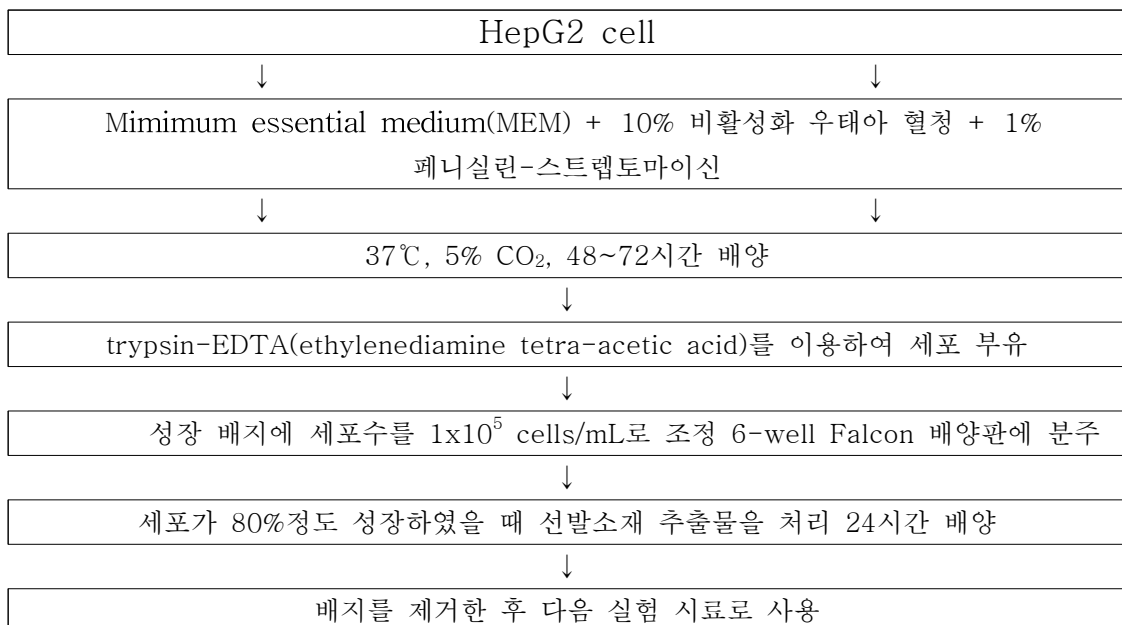 HepG2 cell
↓ ↓
Mimimum essential medium(MEM) + 10% 비활성화 우태아 혈청 + 1%
페니실린-스트렙토마이신
↓ ↓
37℃, 5% CO₂, 48~72시간 배양
↓
trypsin-EDTA(ethylenediamine tetra-acetic acid)를 이용하여 세포 부유
↓
성장 배지에 세포수를 1x10⁵ cells/mL로 조정 6-well Falcon 배양판에 분주
↓
세포가 80%정도 성장하였을 때 선발소재 추출물을 처리 24시간 배양
↓
배지를 제거한 후 다음 실험 시료로 사용